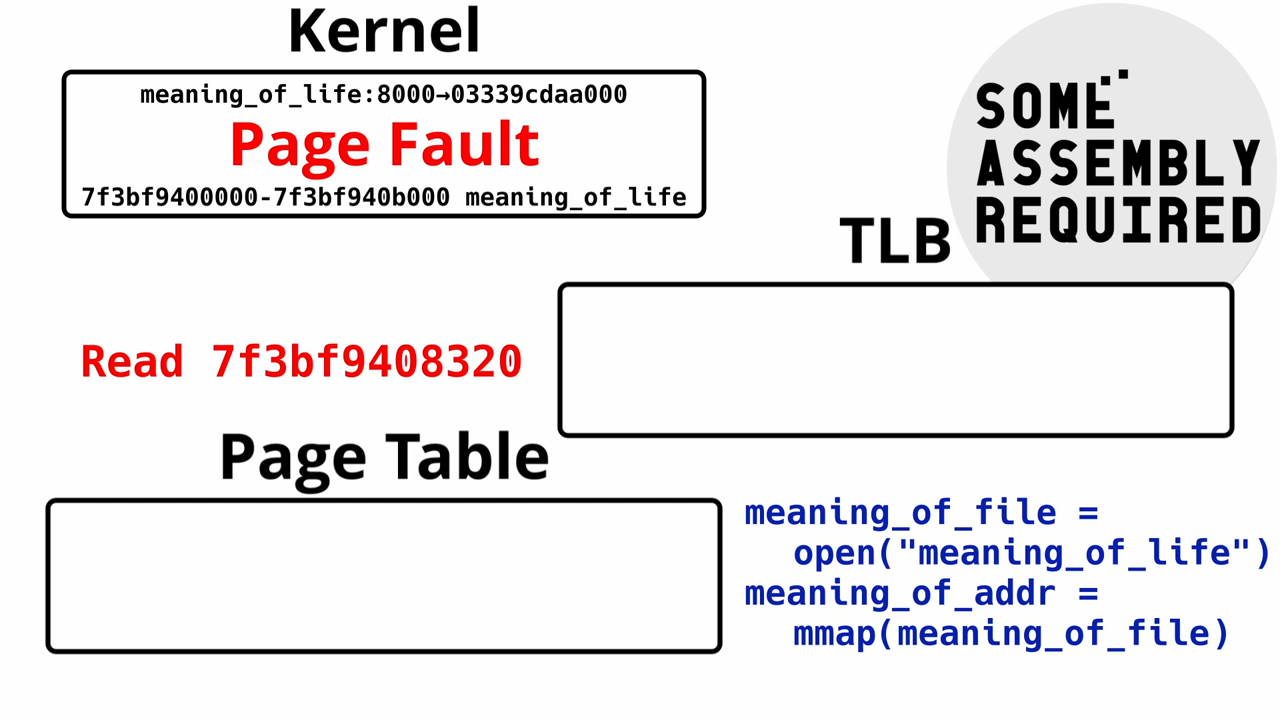 Kernel
meaning_of_life:8000→03339cdaa000
Page Fault
7f3bf9400000-7f3bf940b000 meaning_of_life
SOME
ASSEMBLY
REQUIRED
TLB
Read 7f3bf9408320
Page Table
meaning_of_file =
open("meaning_of_life")
meaning_of_addr =
mmap(meaning_of_file)